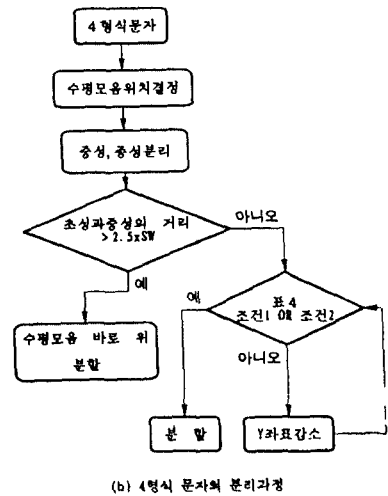 4형식문자
수평모음위치결정
중성,종성분리
초성과중성의 거리
> 2.5xSW
아니오
예
예
표 4
조건1 OR 조건2
수평모음 바로 위
분할
아니오
분 할
Y좌표감소
(b) 4형식 문자의 분리과정